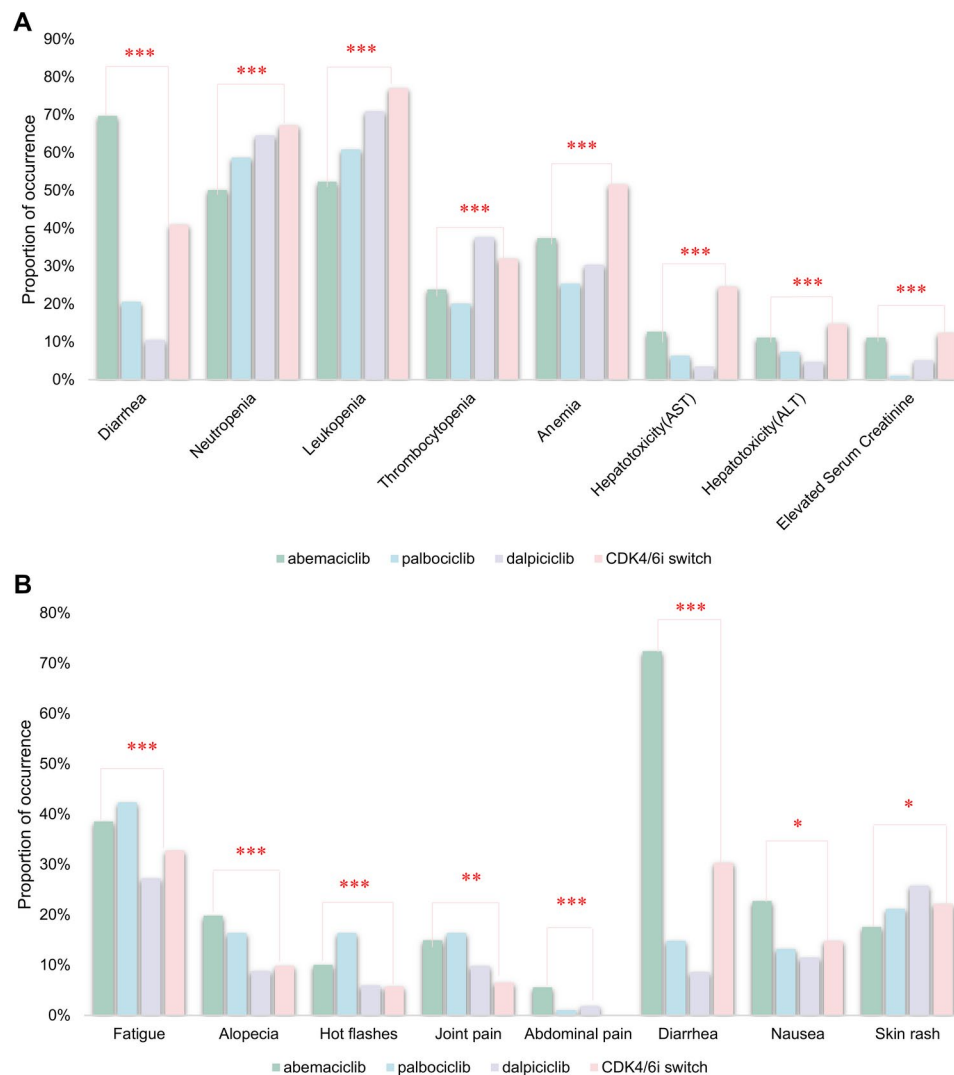 A
90%
80%
70%
60%
50%
40%
30%
20%
10%
0%
Proportion of occurrence
***
***
***
***
***
***
***
***
Diarrhea
Neutropenia
Leukopenia
Thrombocytopenia
Anemia
Hepatotoxicity(AST)
Hepatotoxicity(ALT)
Elevated Serum Creatinine
abemaciclib palbociclib dalpiciclib CDK4/6i switch
B
80%
70%
60%
50%
40%
30%
20%
10%
0%
Proportion of occurrence
***
***
***
**
***
***
*
*
Fatigue Alopecia Hot flashes Joint pain Abdominal pain Diarrhea Nausea Skin rash
abemaciclib palbociclib dalpiciclib CDK4/6i switch